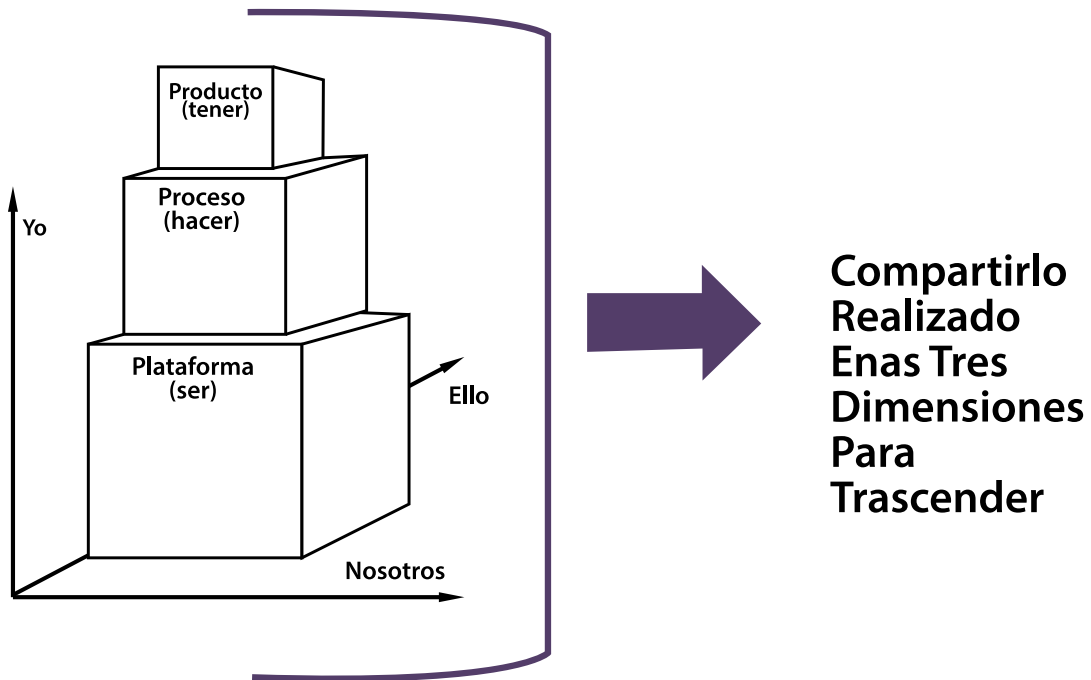 Producto
(tener)
Proceso
(hacer)
Yo
Plataforma
(ser)
Ello
Nosotros
Compartirlo
Realizado
Enas Tres
Dimensiones
Para
Trascender